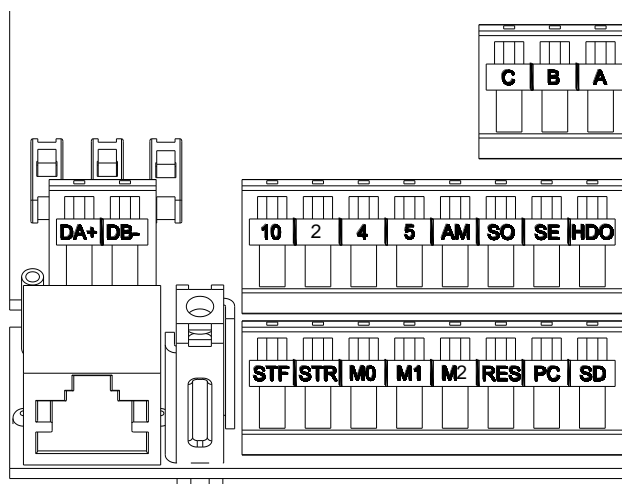 C B A
DA+ DB- 10 2 4 5 AM SO SE HDO
STF STR M0 M1 M2 RES PC SD